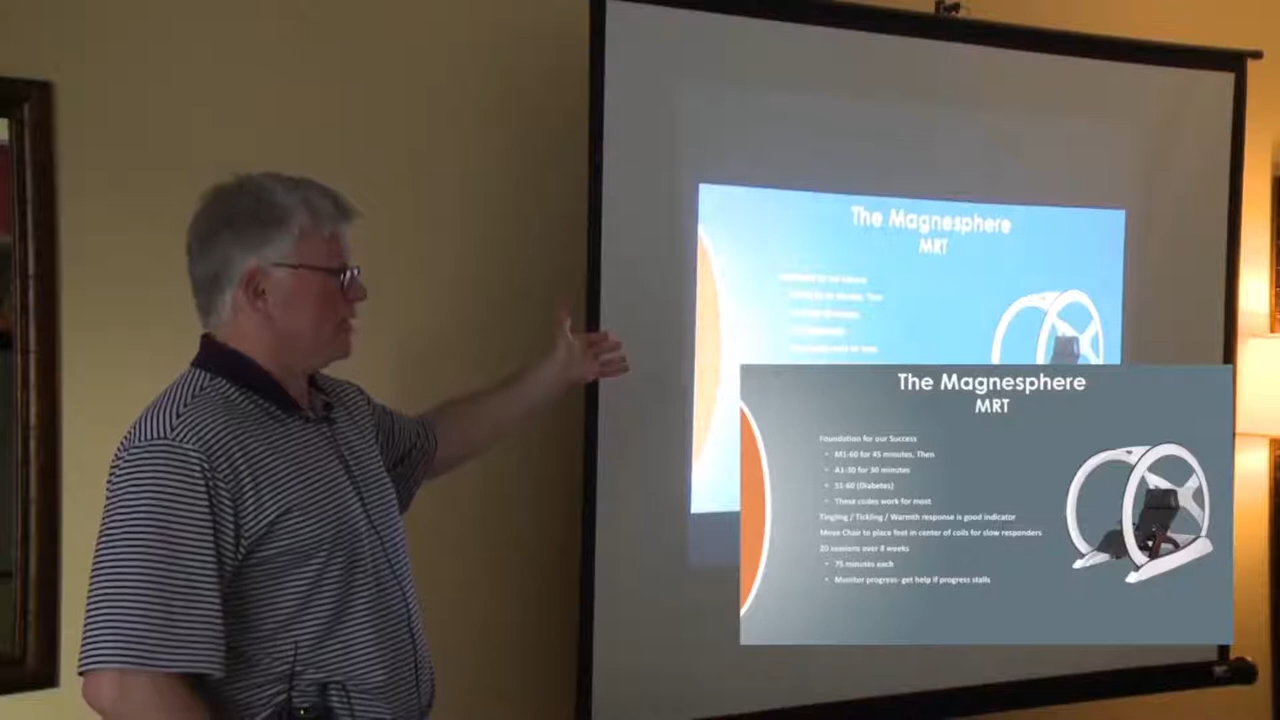 The Magnesphere
MRT
The Magnesphere
MRT
Foundation for our Success
M1-60 for 45 minutes, Then
A1-30 for 30 minutes
S1-60 (Diabetes)
These codes work for most
Tingling / Tickling / Warmth response is good indicator
Move Chair to place feet in center of coils for slow responders
20 sessions over 8 weeks
75 minutes each
Monitor progress- get help if progress stalls